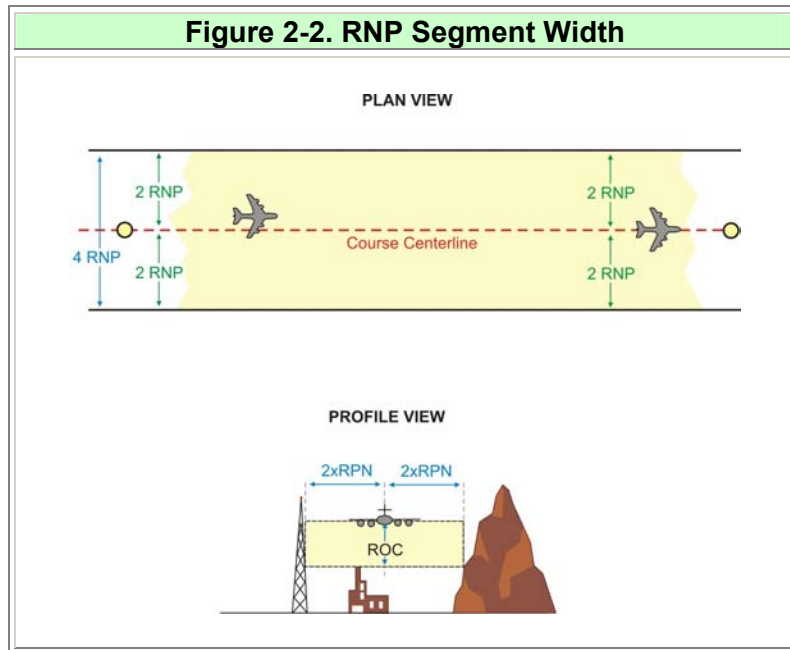 Figure 2-2. RNP Segment Width
PLAN VIEW
2 RNP
2 RNP
Course Centerline
4 RNP
2 RNP
2 RNP
PROFILE VIEW
2xRPN
2xRPN
ROC